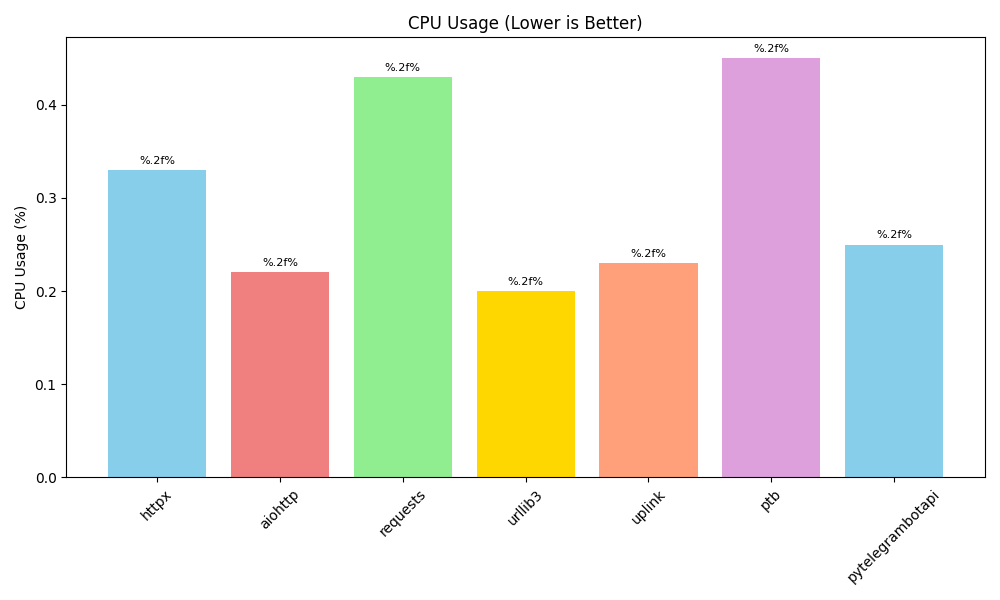 CPU Usage (Lower is Better)
CPU Usage (%)
0.4
0.3
0.2
0.1
0.0
%.2f%
%.2f%
%.2f%
%.2f%
%.2f%
%.2f%
%.2f%
httpx
aiohttp
requests
urllib3
uplink
ptb
pytelegrambotapi